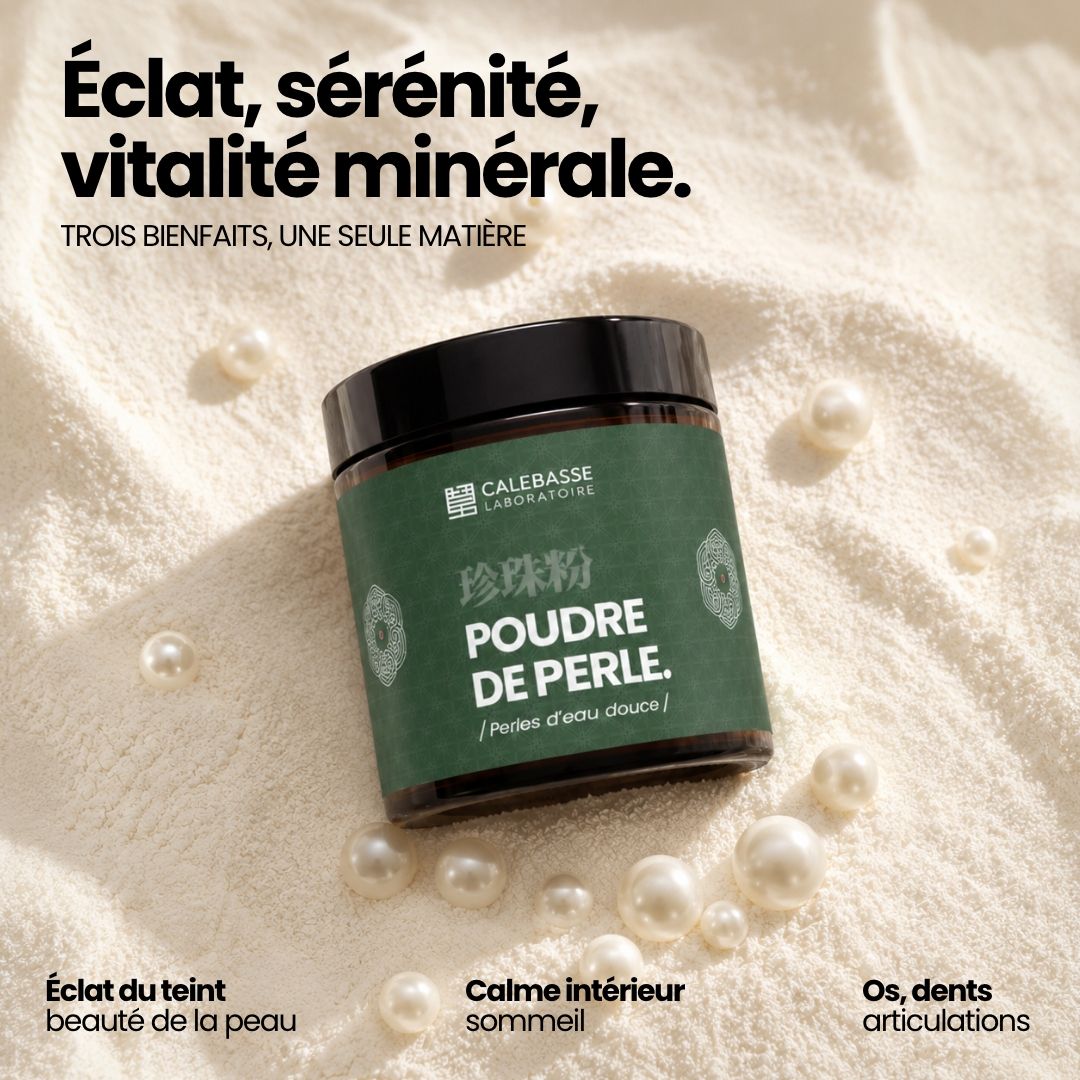 Éclat, sérénité,
vitalité minérale.
TROIS BIENFAITS, UNE SEULE MATIÈRE
CALEBASSE
LABORATOIRE
珍珠粉
POUDRE
DE PERLE.
/Perles d'eau douce/
Éclat du teint
beauté de la peau
Calme intérieur
sommeil
Os, dents
articulations